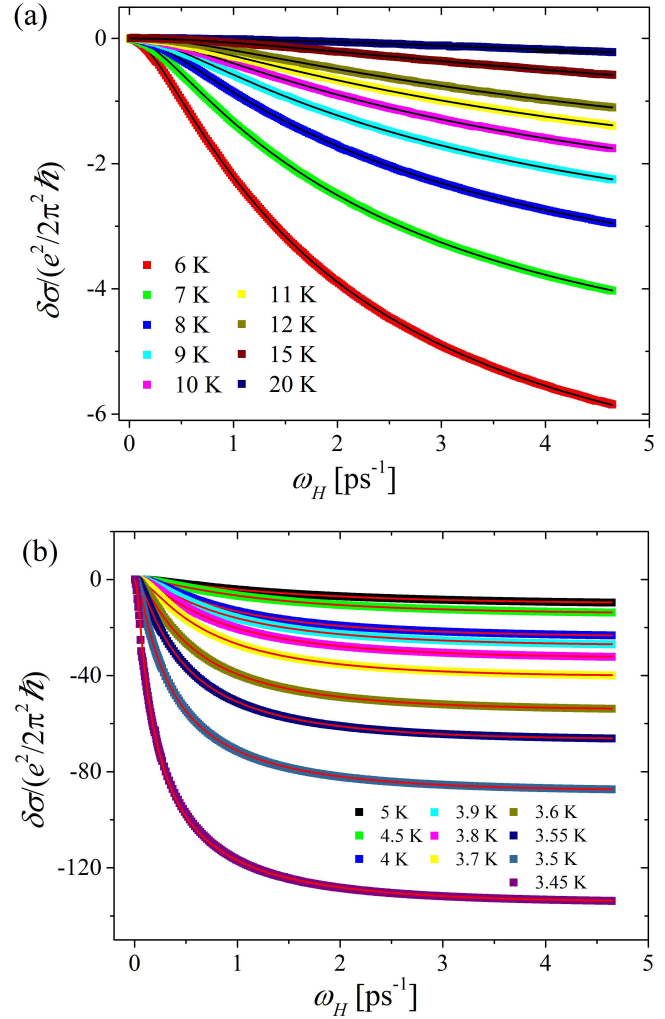 (a)
0
-2
-4
-6
δσ/(e²/2π²ℏ)
6 K
7 K 11 K
8 K 12 K
9 K 15 K
10 K 20 K
0 1 2 3 4 5
ω_H [ps⁻¹]
(b)
0
-40
-80
-120
δσ/(e²/2π²ℏ)
5 K 3.9 K 3.6 K
4.5 K 3.8 K 3.55 K
4 K 3.7 K 3.5 K
3.45 K
0 1 2 3 4 5
ω_H [ps⁻¹]